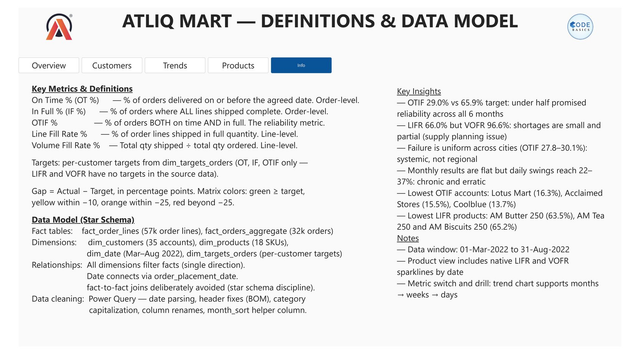 ATLIQ MART — DEFINITIONS & DATA MODEL
CODE
BASICS
Overview
Customers
Trends
Products
Info
Key Metrics & Definitions
On Time % (OT %) — % of orders delivered on or before the agreed date. Order-level.
In Full % (IF %) — % of orders where ALL lines shipped complete. Order-level.
OTIF % — % of orders BOTH on time AND in full. The reliability metric.
Line Fill Rate % — % of order lines shipped in full quantity. Line-level.
Volume Fill Rate % — Total qty shipped ÷ total qty ordered. Line-level.
Targets: per-customer targets from dim_targets_orders (OT, IF, OTIF only —
LIFR and VOFR have no targets in the source data).
Gap = Actual − Target, in percentage points. Matrix colors: green ≥ target,
yellow within −10, orange within −25, red beyond −25.
Data Model (Star Schema)
Fact tables: fact_order_lines (57k order lines), fact_orders_aggregate (32k orders)
Dimensions: dim_customers (35 accounts), dim_products (18 SKUs),
dim_date (Mar–Aug 2022), dim_targets_orders (per-customer targets)
Relationships: All dimensions filter facts (single direction).
Date connects via order_placement_date.
fact-to-fact joins deliberately avoided (star schema discipline).
Data cleaning: Power Query — date parsing, header fixes (BOM), category
capitalization, column renames, month_sort helper column.
Key Insights
— OTIF 29.0% vs 65.9% target: under half promised
reliability across all 6 months
— LIFR 66.0% but VOFR 96.6%: shortages are small and
partial (supply planning issue)
— Failure is uniform across cities (OTIF 27.8–30.1%):
systemic, not regional
— Monthly results are flat but daily swings reach 22–
37%: chronic and erratic
— Lowest OTIF accounts: Lotus Mart (16.3%), Acclaimed
Stores (15.5%), Coolblue (13.7%)
— Lowest LIFR products: AM Butter 250 (63.5%), AM Tea
250 and AM Biscuits 250 (65.2%)
Notes
— Data window: 01-Mar-2022 to 31-Aug-2022
— Product view includes native LIFR and VOFR
sparklines by date
— Metric switch and drill: trend chart supports months
→ weeks → days